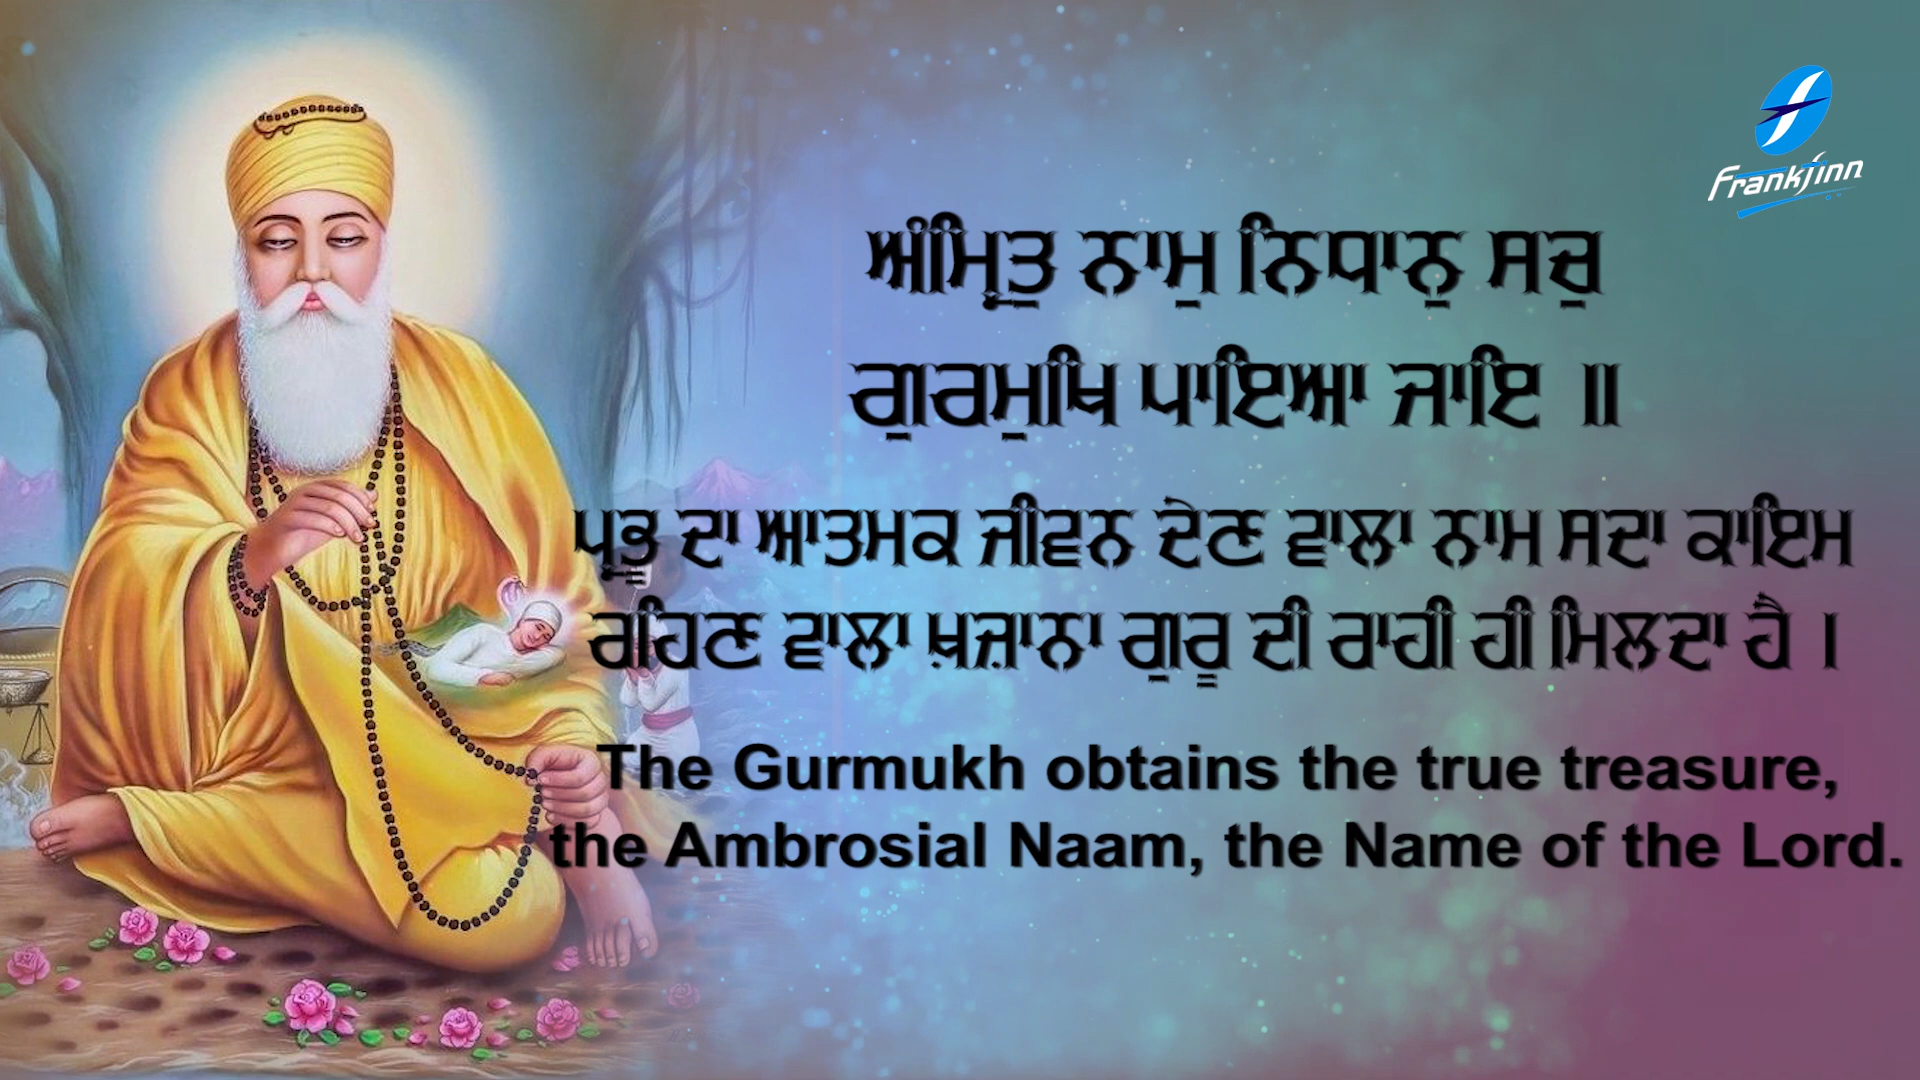 Frankfinn
ਅੰਮ੍ਰਿਤੁ ਨਾਮੁ ਨਿਧਾਨੁ ਸਚੁ
ਗੁਰਮੁਖਿ ਪਾਇਆ ਜਾਇ ॥
ਪ੍ਰਭੂ ਦਾ ਆਤਮਕ ਜੀਵਨ ਦੇਣ ਵਾਲਾ ਨਾਮ ਸਦਾ ਕਾਇਮ
ਰਹਿਣ ਵਾਲਾ ਖ਼ਜ਼ਾਨਾ ਗੁਰੂ ਦੀ ਰਾਹੀ ਹੀ ਮਿਲਦਾ ਹੈ ।
The Gurmukh obtains the true treasure,
the Ambrosial Naam, the Name of the Lord.